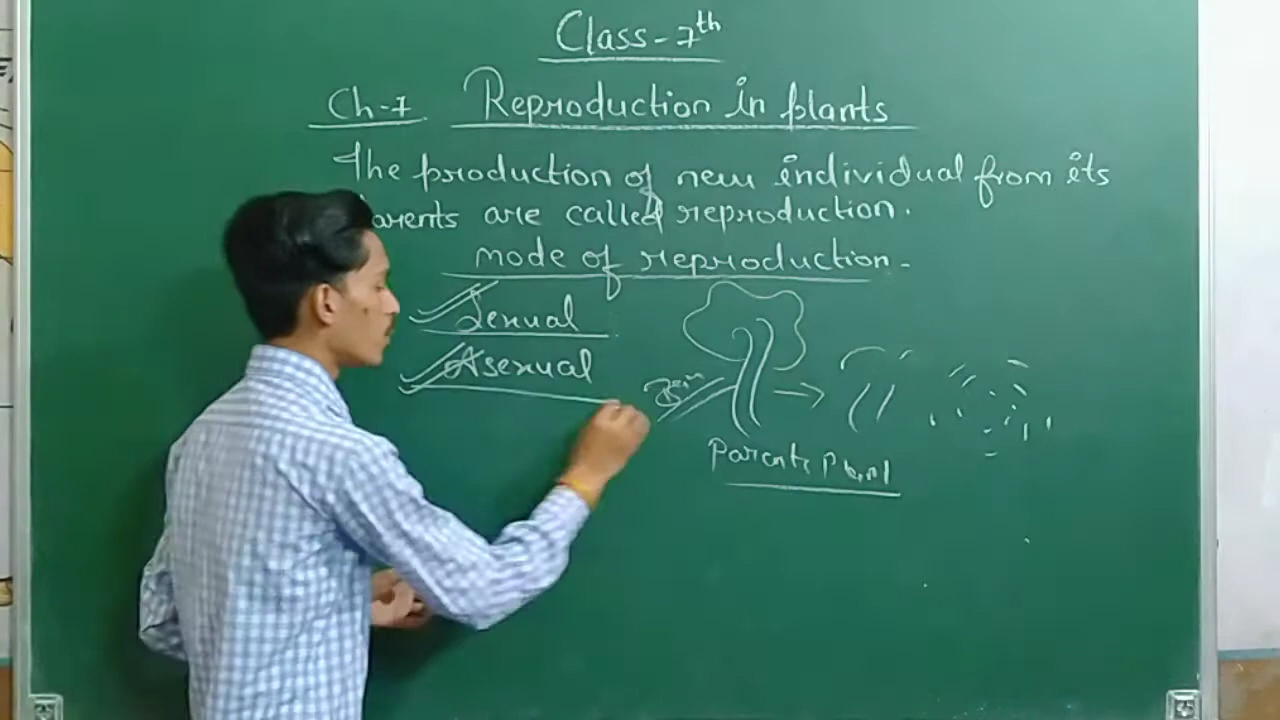 Class-7th
Ch-7 Reproduction in plants
The production of new individual from its
parents are called reproduction.
mode of reproduction.
Sexual
Asexual
Parents Plant